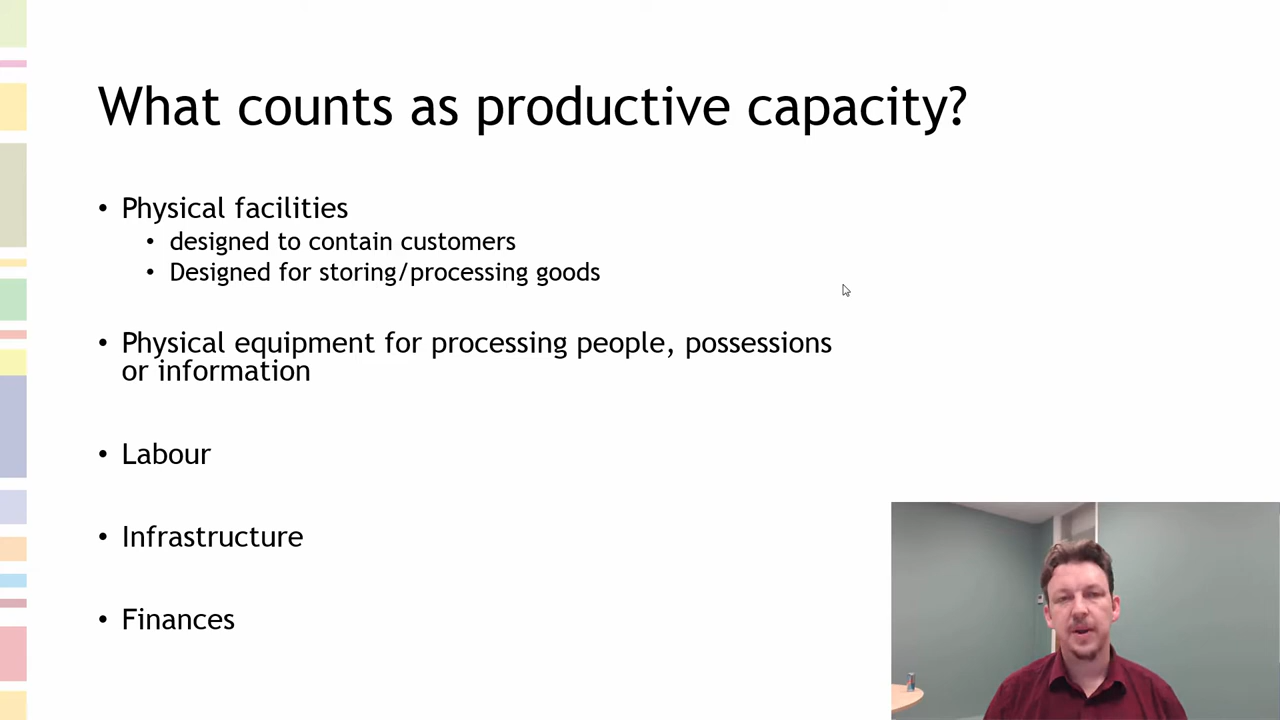 What counts as productive capacity?
• Physical facilities
• designed to contain customers
• Designed for storing/processing goods
• Physical equipment for processing people, possessions
or information
• Labour
• Infrastructure
• Finances